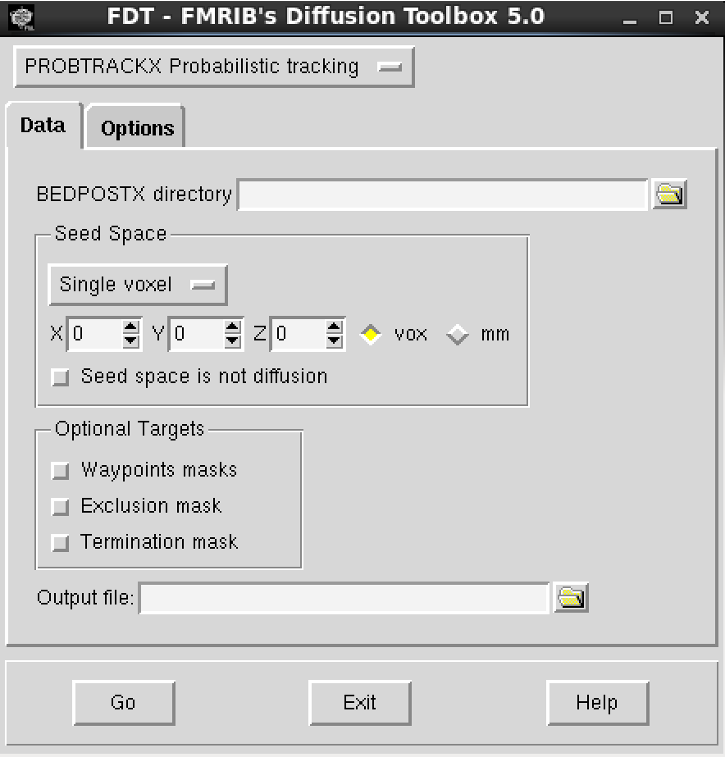 FDT - FMRIB's Diffusion Toolbox 5.0
PROBTRACKX Probabilistic tracking
Data Options
BEDPOSTX directory
Seed Space
Single voxel
X 0 Y 0 Z 0 vox mm
Seed space is not diffusion
Optional Targets
Waypoints masks
Exclusion mask
Termination mask
Output file:
Go Exit Help